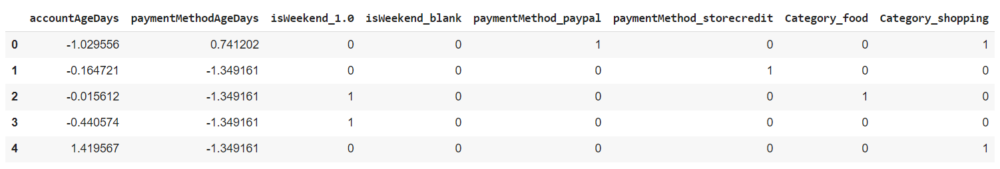 accountAgeDays paymentMethodAgeDays isWeekend_1.0 isWeekend_blank paymentMethod_paypal paymentMethod_storecredit Category_food Category_shopping
0 -1.029556 0.741202 0 0 1 0 0 1
1 -0.164721 -1.349161 0 0 0 1 0 0
2 -0.015612 -1.349161 1 0 0 0 1 0
3 -0.440574 -1.349161 1 0 0 0 0 0
4 1.419567 -1.349161 0 0 0 0 0 1